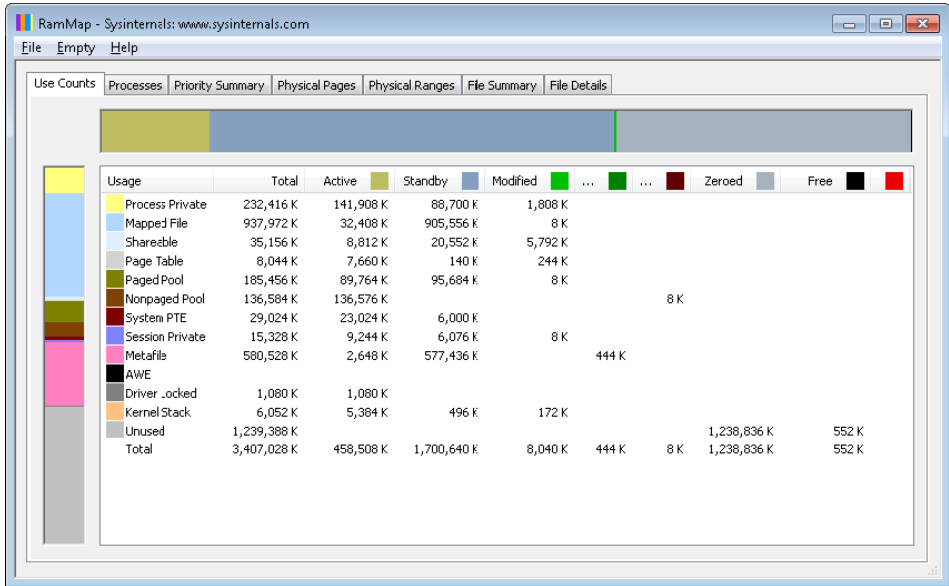 RamMap - Sysinternals: www.sysinternals.com
File Empty Help
Use Counts Processes Priority Summary Physical Pages Physical Ranges File Summary File Details
Usage Total Active Standby Modified ... ... Zeroed Free
Process Private 232,416 K 141,908 K 88,700 K 1,808 K
Mapped File 937,972 K 32,408 K 905,556 K 8 K
Shareable 35,156 K 8,812 K 20,552 K 5,792 K
Page Table 8,044 K 7,660 K 140 K 244 K
Paged Pool 185,456 K 89,764 K 95,684 K 8 K
Nonpaged Pool 136,584 K 136,576 K 8 K
System PTE 29,024 K 23,024 K 6,000 K
Session Private 15,328 K 9,244 K 6,076 K 8 K
Metafile 580,528 K 2,648 K 577,436 K 444 K
AWE
Driver Locked 1,080 K 1,080 K
Kernel Stack 6,052 K 5,384 K 496 K 172 K
Unused 1,239,388 K 1,238,836 K 552 K
Total 3,407,028 K 458,508 K 1,700,640 K 8,040 K 444 K 8 K 1,238,836 K 552 K